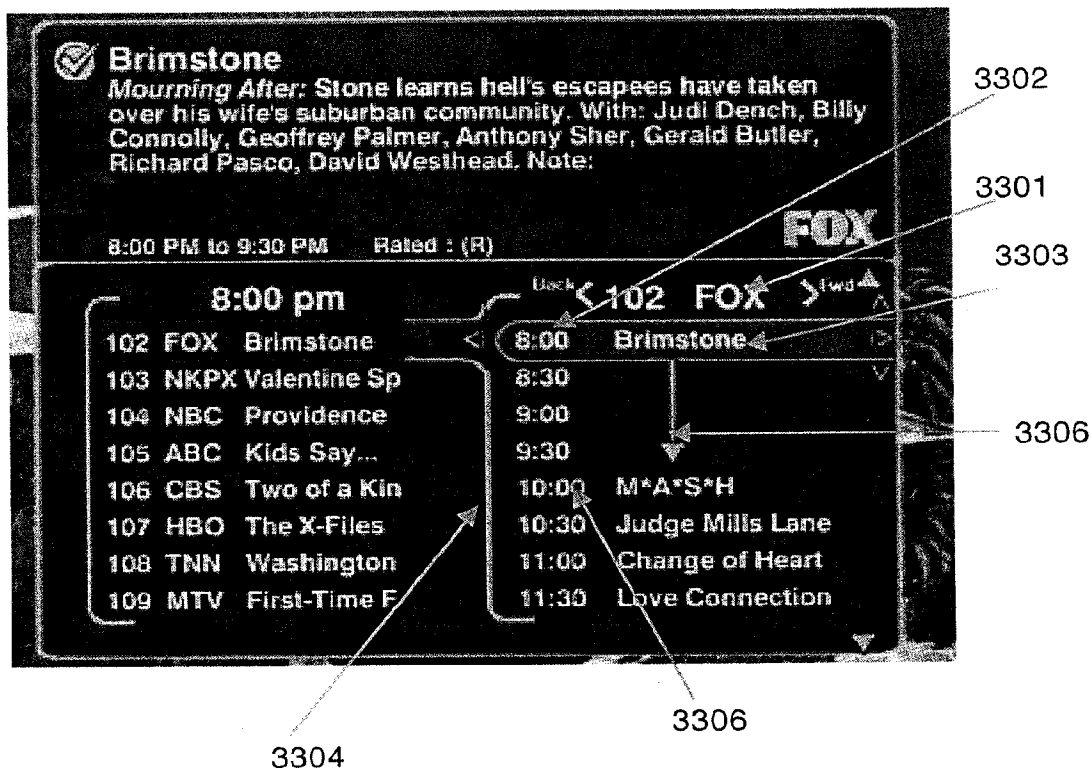 Brimstone
Mourning After: Stone learns hell's escapees have taken
over his wife's suburban community. With: Judi Dench, Billy
Connolly, Geoffrey Palmer, Anthony Sher, Gerald Butler,
Richard Pasco, David Westhead. Note:
8:00 PM to 9:30 PM Rated : (R)
FOX
8:00 pm
102 FOX Brimstone
103 NKPX Valentine Sp
104 NBC Providence
105 ABC Kids Say...
106 CBS Two of a Kin
107 HBO The X-Files
108 TNN Washington
109 MTV First-Time F
Back < 102 FOX > Fwd
8:00 Brimstone
8:30
9:00
9:30
10:00 M*A*S*H
10:30 Judge Mills Lane
11:00 Change of Heart
11:30 Love Connection
3302
3301
3303
3306
3306
3304